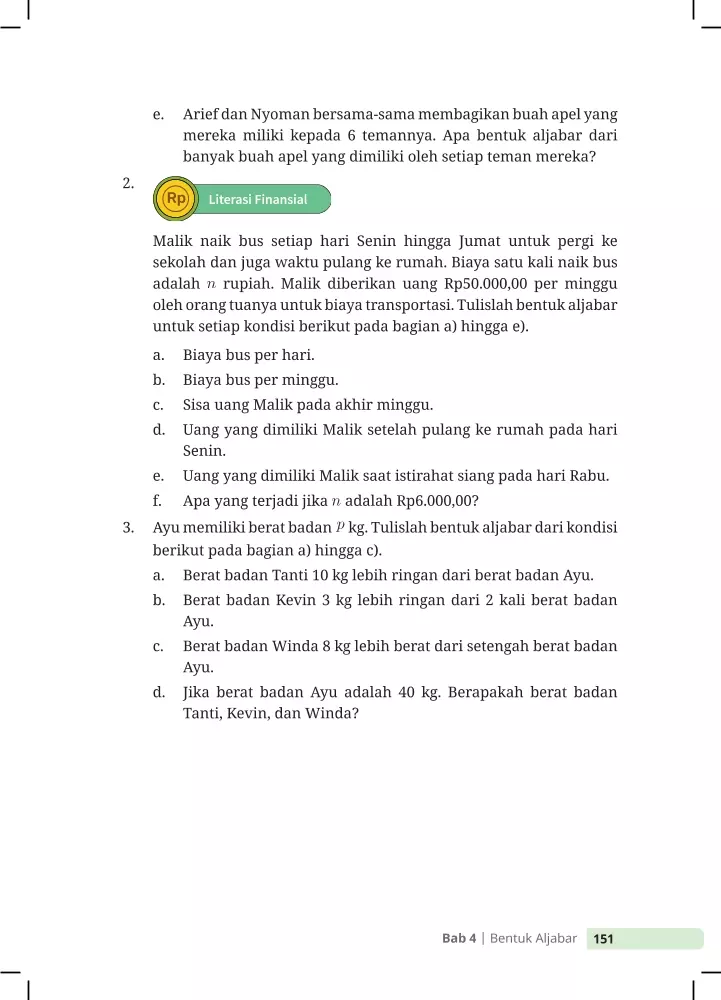 e. Arief dan Nyoman bersama-sama membagikan buah apel yang
mereka miliki kepada 6 temannya. Apa bentuk aljabar dari
banyak buah apel yang dimiliki oleh setiap teman mereka?
2.
Rp Literasi Finansial
Malik naik bus setiap hari Senin hingga Jumat untuk pergi ke
sekolah dan juga waktu pulang ke rumah. Biaya satu kali naik bus
adalah n rupiah. Malik diberikan uang Rp50.000,00 per minggu
oleh orang tuanya untuk biaya transportasi. Tulislah bentuk aljabar
untuk setiap kondisi berikut pada bagian a) hingga e).
a. Biaya bus per hari.
b. Biaya bus per minggu.
c. Sisa uang Malik pada akhir minggu.
d. Uang yang dimiliki Malik setelah pulang ke rumah pada hari
Senin.
e. Uang yang dimiliki Malik saat istirahat siang pada hari Rabu.
f. Apa yang terjadi jika n adalah Rp6.000,00?
3. Ayu memiliki berat badan p kg. Tulislah bentuk aljabar dari kondisi
berikut pada bagian a) hingga c).
a. Berat badan Tanti 10 kg lebih ringan dari berat badan Ayu.
b. Berat badan Kevin 3 kg lebih ringan dari 2 kali berat badan
Ayu.
c. Berat badan Winda 8 kg lebih berat dari setengah berat badan
Ayu.
d. Jika berat badan Ayu adalah 40 kg. Berapakah berat badan
Tanti, Kevin, dan Winda?
Bab 4 | Bentuk Aljabar 151